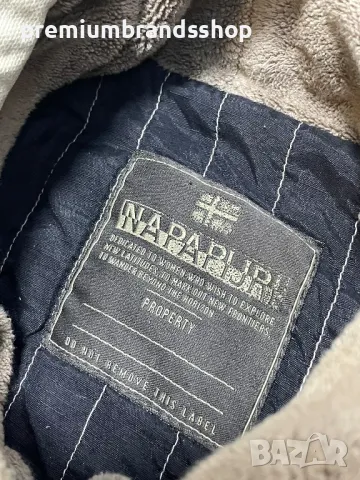 premiumbrandsshop
NAPAPIJRI
DEDICATED TO WOMEN WHO WISH TO EXPLORE
NEW LATITUDES, TO MARK OUT NEW FRONTIERS,
TO WANDER BEYOND THE HORIZON
PROPERTY
DO NOT REMOVE THIS LABEL
BAZAR